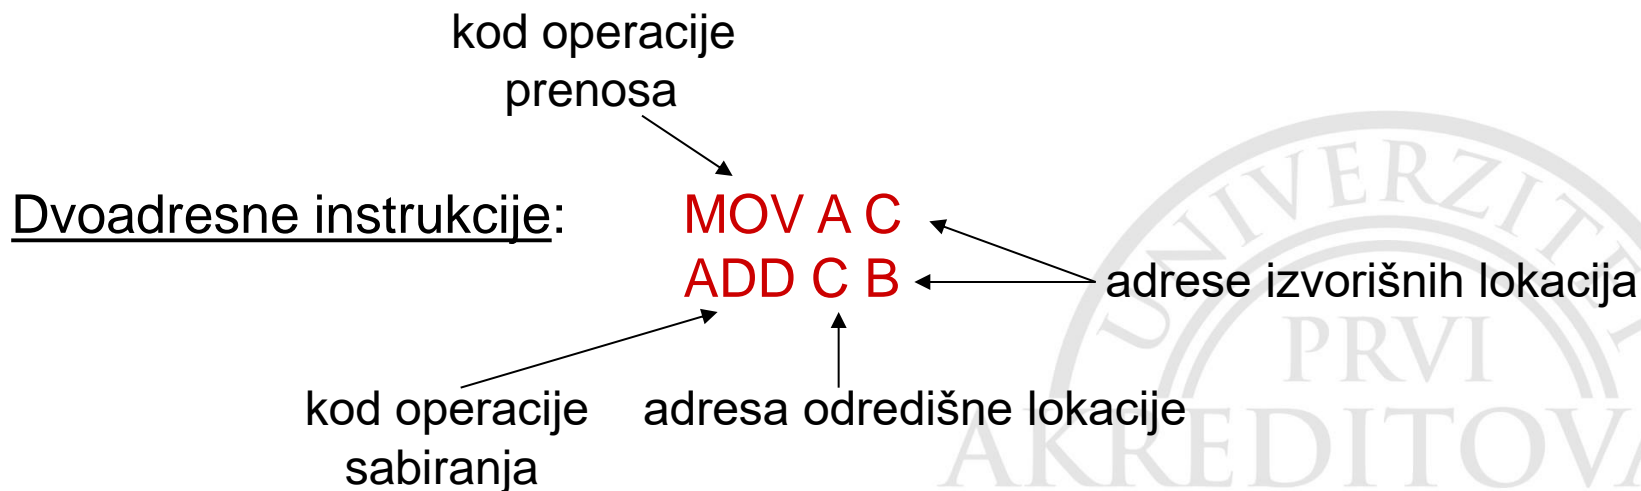 kod operacije
prenosa
Dvoadresne instrukcije: MOV A C
ADD C B
adrese izvorišnih lokacija
kod operacije adresa odredišne lokacije
sabiranja
UNIVERZITET
PRVI
AKREDITOVA